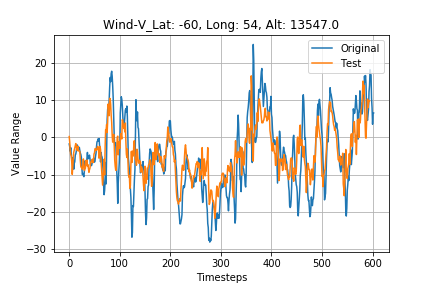 Wind-V_Lat: -60, Long: 54, Alt: 13547.0
Original
Test
Value Range
20
10
0
−10
−20
−30
0 100 200 300 400 500 600
Timesteps